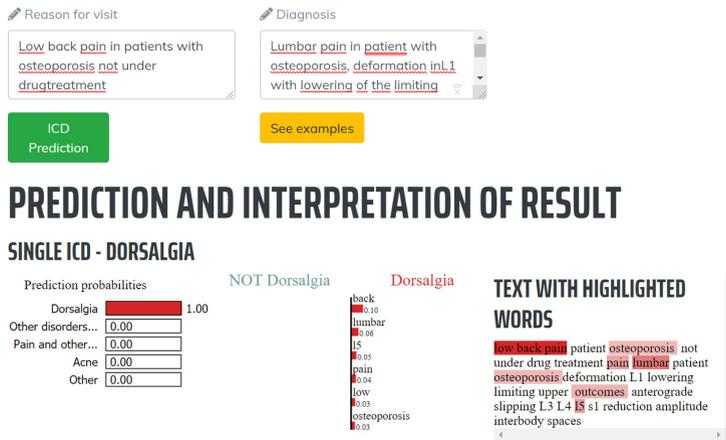 Reason for visit
Diagnosis
Low back pain in patients with
osteoporosis not under
drugtreatment
Lumbar pain in patient with
osteoporosis, deformation inL1
with lowering of the limiting
ICD
Prediction
See examples
PREDICTION AND INTERPRETATION OF RESULT
SINGLE ICD - DORSALGIA
Prediction probabilities
Dorsalgia 1.00
Other disorders... 0.00
Pain and other... 0.00
Acne 0.00
Other 0.00
NOT Dorsalgia
Dorsalgia
back
0.10
lumbar
0.06
l5
0.05
pain
0.04
low
0.03
osteoporosis
0.03
TEXT WITH HIGHLIGHTED
WORDS
low back pain patient osteoporosis not
under drug treatment pain lumbar patient
osteoporosis deformation L1 lowering
limiting upper outcomes anterograde
slipping L3 L4 l5 s1 reduction amplitude
interbody spaces